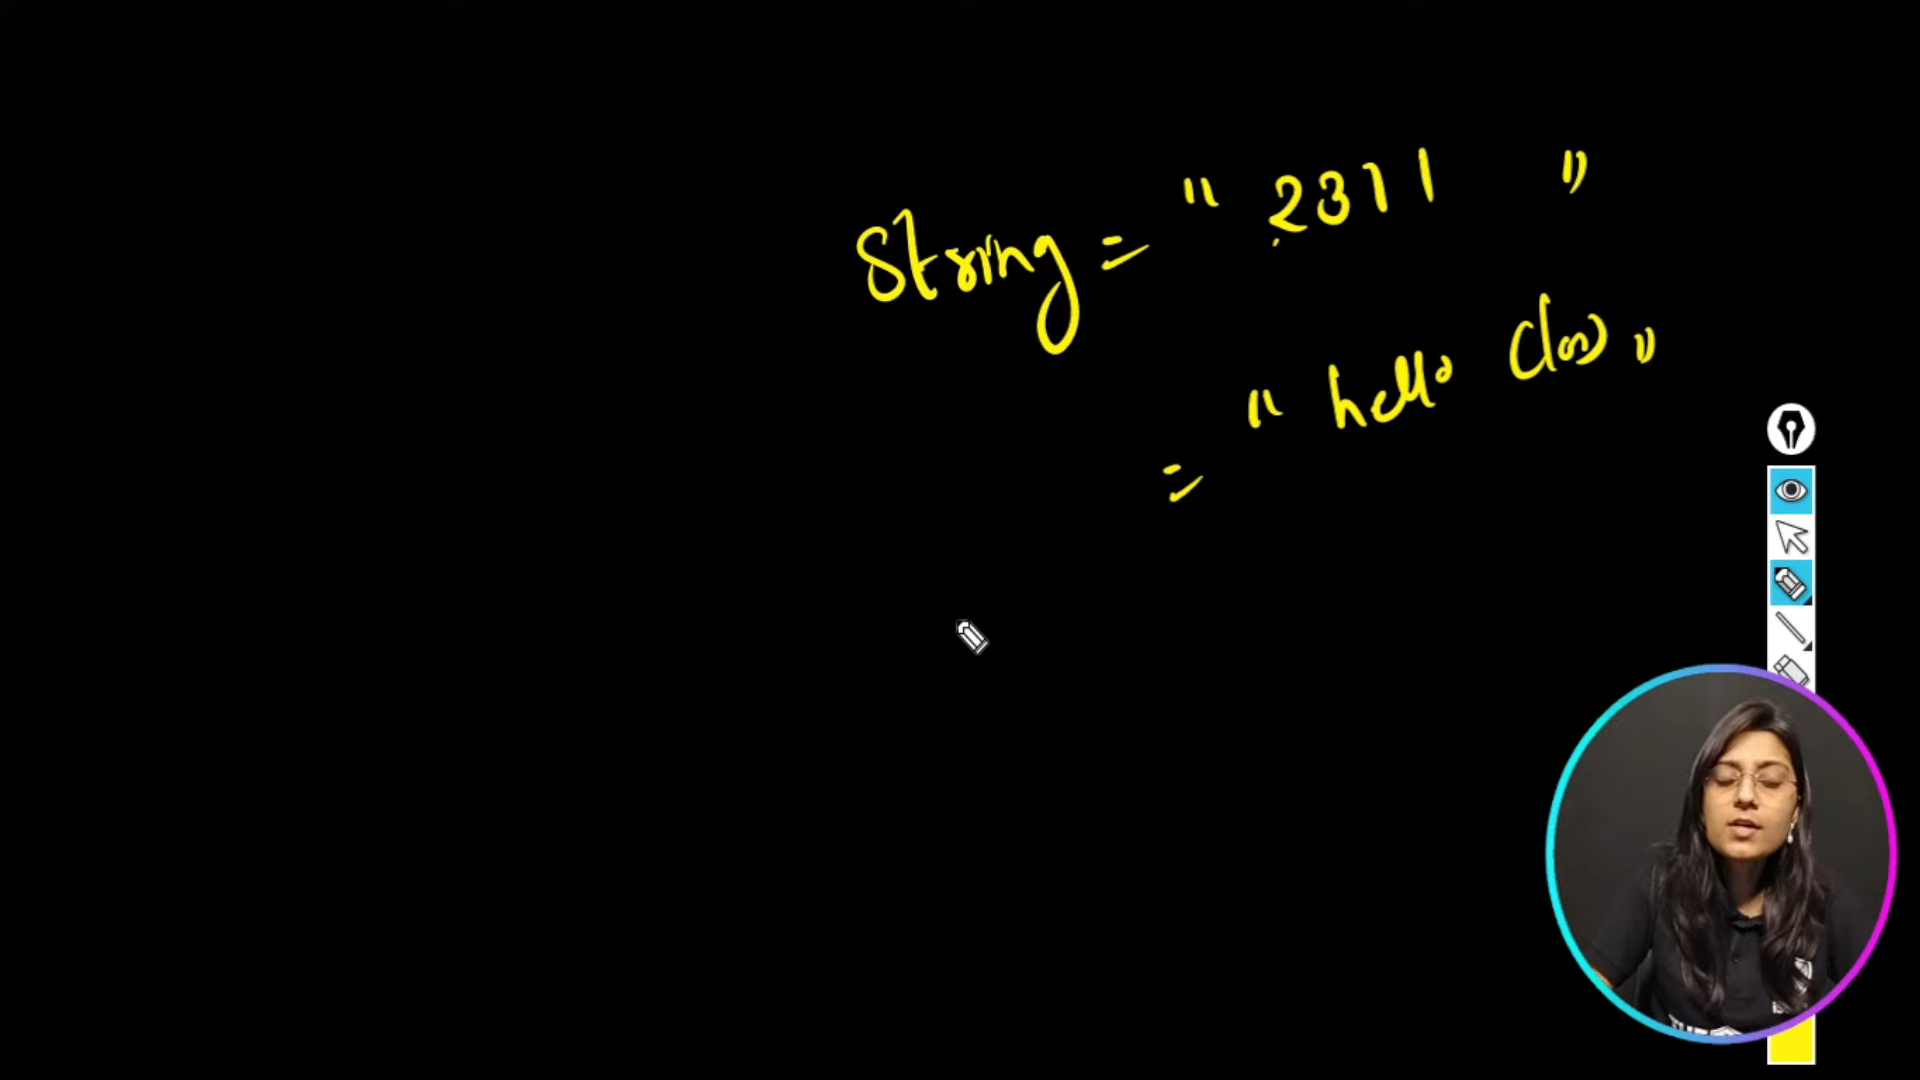 String = " 2311 "
" hello class "
=